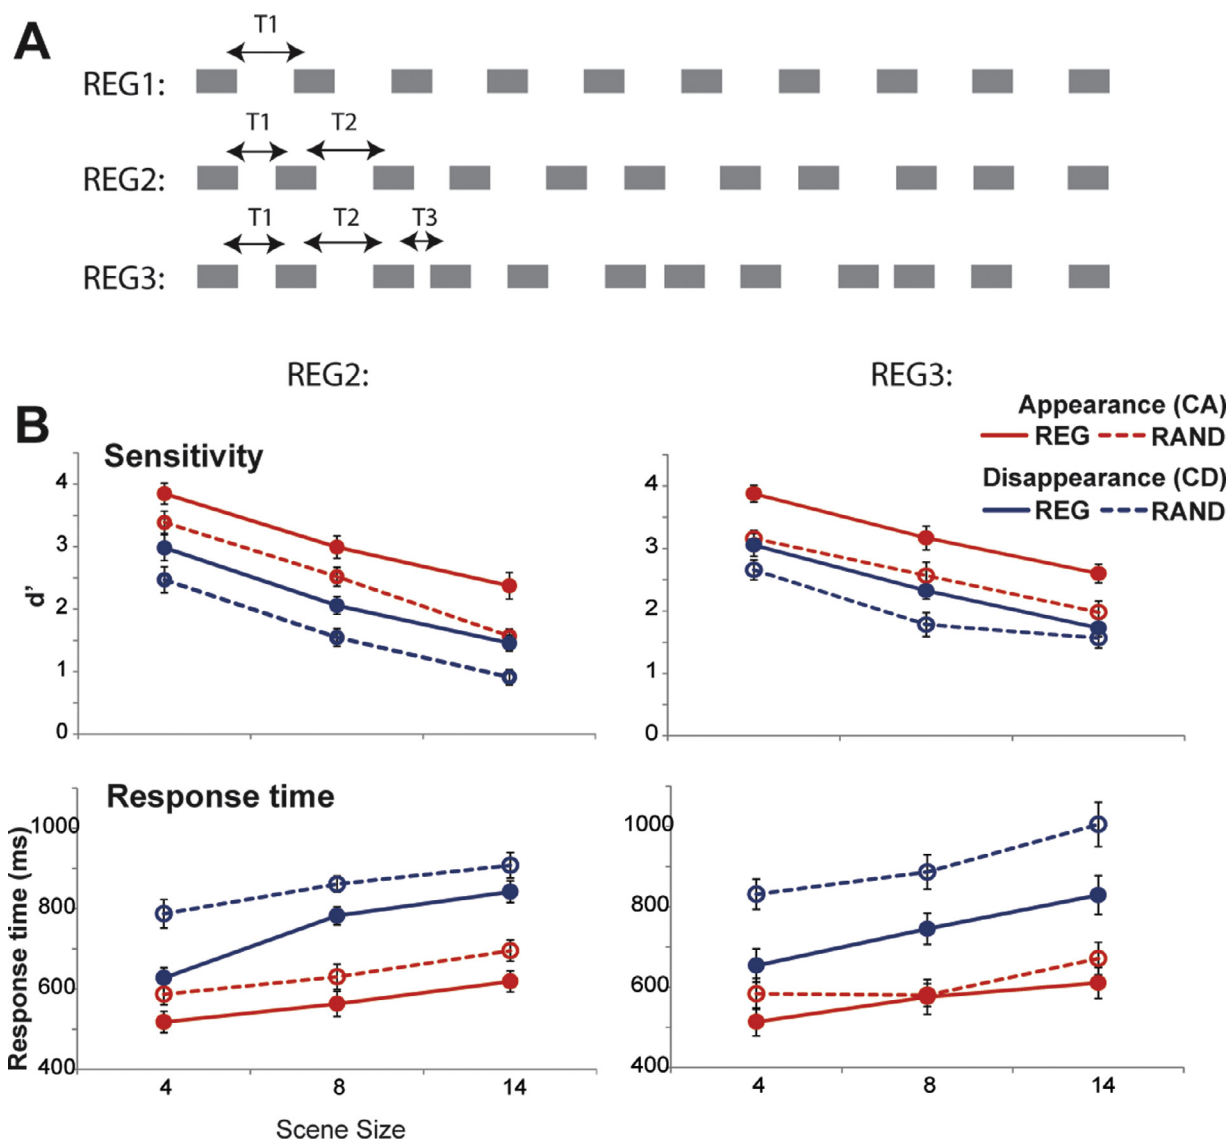 A
T1
REG1:
T1 T2
REG2:
T1 T2 T3
REG3:
REG2: REG3:
B
Appearance (CA)
REG RAND
Disappearance (CD)
REG RAND
Sensitivity
d'
4
3
2
1
0
4
3
2
1
0
Response time
Response time (ms)
1000
800
600
400
4 8 14
Scene Size
1000
800
600
400
4 8 14